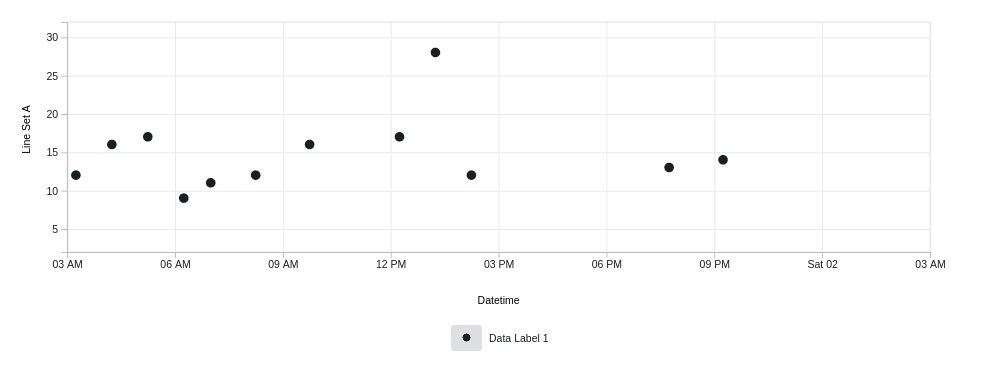 Line Set A
30
25
20
15
10
5
03 AM
06 AM
09 AM
12 PM
03 PM
06 PM
09 PM
Sat 02
03 AM
Datetime
Data Label 1